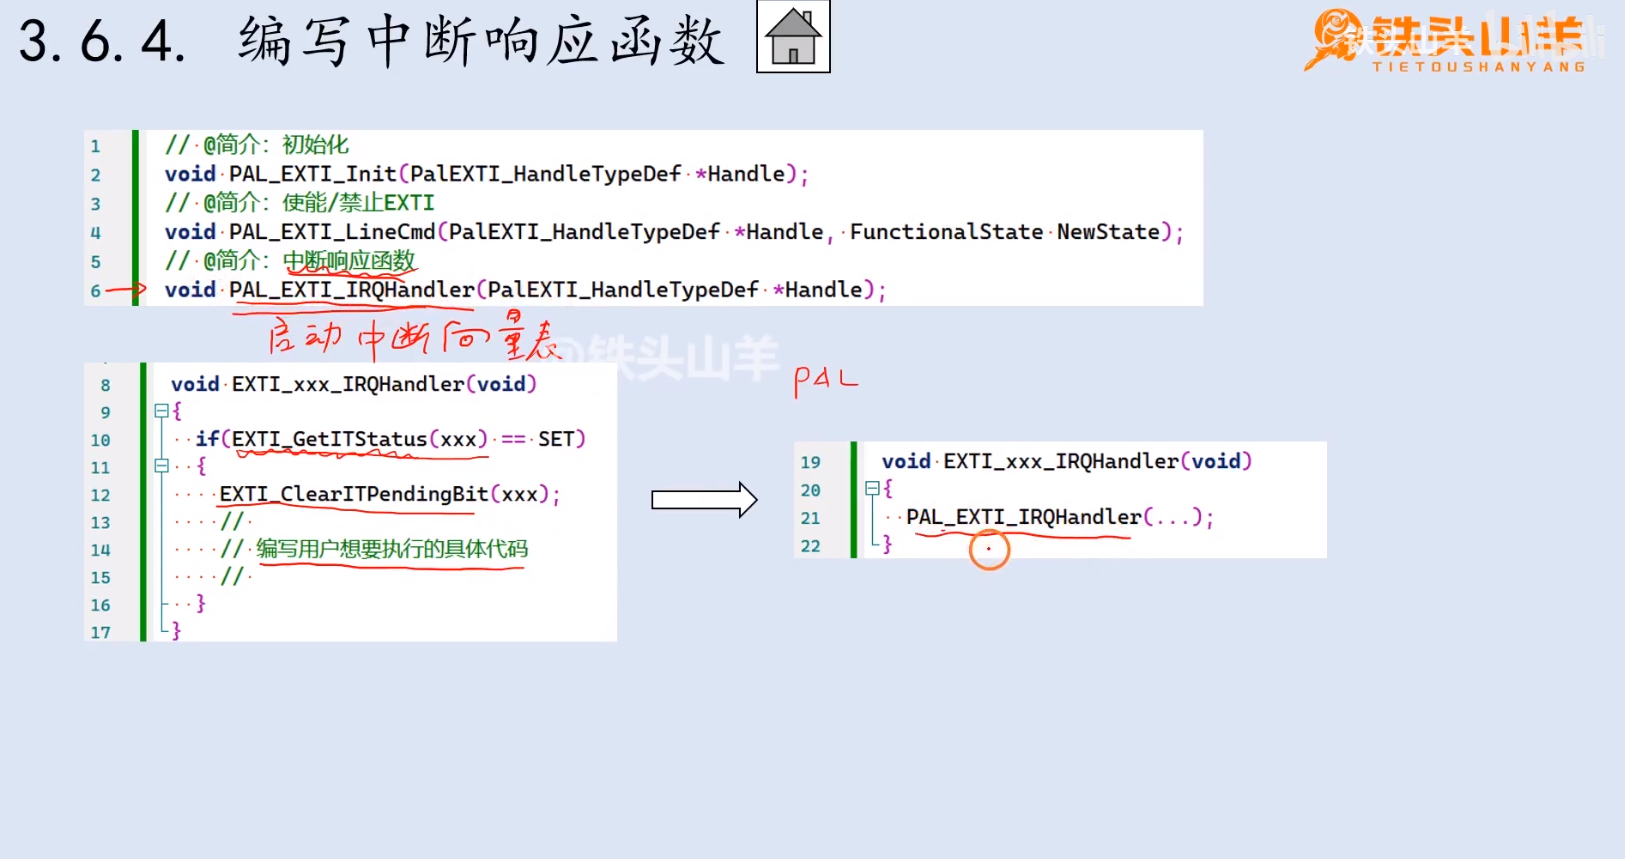 3.6.4. 编写中断响应函数
铁头山羊
TIETOUSHANYANG
1 // @简介：初始化
2 void PAL_EXTI_Init(PalEXTI_HandleTypeDef *Handle);
3 // @简介：使能/禁止EXTI
4 void PAL_EXTI_LineCmd(PalEXTI_HandleTypeDef *Handle, FunctionalState NewState);
5 // @简介：中断响应函数
6 void PAL_EXTI_IRQHandler(PalEXTI_HandleTypeDef *Handle);
启动中断向量表
@铁头山羊
8 void EXTI_xxx_IRQHandler(void)
9 {
10 if(EXTI_GetITStatus(xxx) == SET)
11 {
12 EXTI_ClearITPendingBit(xxx);
13 //
14 // 编写用户想要执行的具体代码
15 //
16 }
17 }
PAL
19 void EXTI_xxx_IRQHandler(void)
20 {
21 PAL_EXTI_IRQHandler(...);
22 }